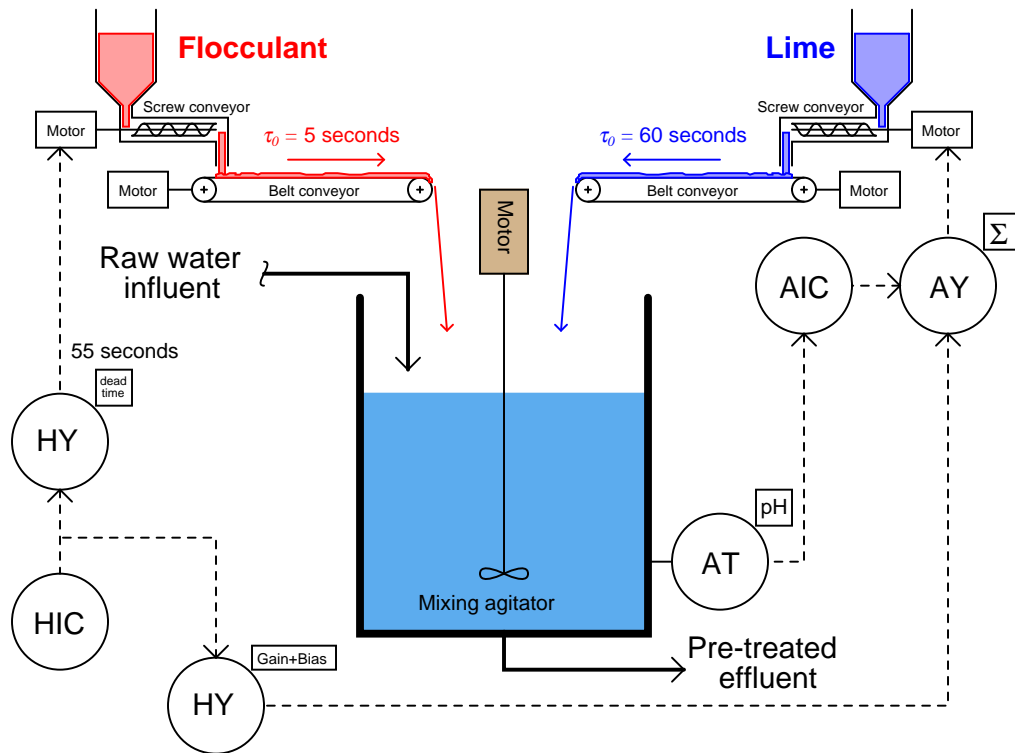 Flocculant
Lime
Screw conveyor
Screw conveyor
Motor
τ0 = 5 seconds
τ0 = 60 seconds
Motor
Motor
+
Belt conveyor
+
+
Belt conveyor
+
Motor
Motor
Σ
Raw water
influent
AIC
AY
55 seconds
dead
time
HY
pH
AT
HIC
Mixing agitator
Gain+Bias
HY
Pre-treated
effluent